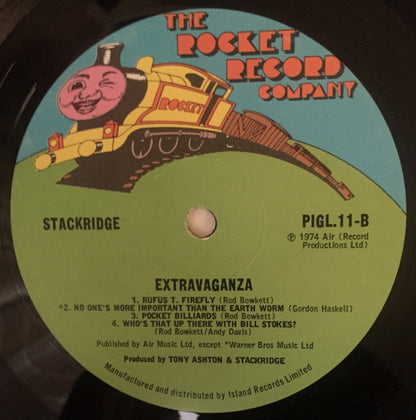 THE
ROCKET
RECORD
COMPANY
ROCKET
STACKRIDGE
PIGL.11-B
℗ 1974 Air (Record
Productions Ltd)
EXTRAVAGANZA
1. RUFUS T. FIREFLY (Rod Bowkett)
*2. NO ONE'S MORE IMPORTANT THAN THE EARTH WORM (Gordon Haskell)
3. POCKET BILLIARDS (Rod Bowkett)
4. WHO'S THAT UP THERE WITH BILL STOKES?
(Rod Bowkett/Andy Davis)
Published by Air Music Ltd, except *Warner Bros Music Ltd
Produced by TONY ASHTON & STACKRIDGE
Manufactured and distributed by Island Records Limited